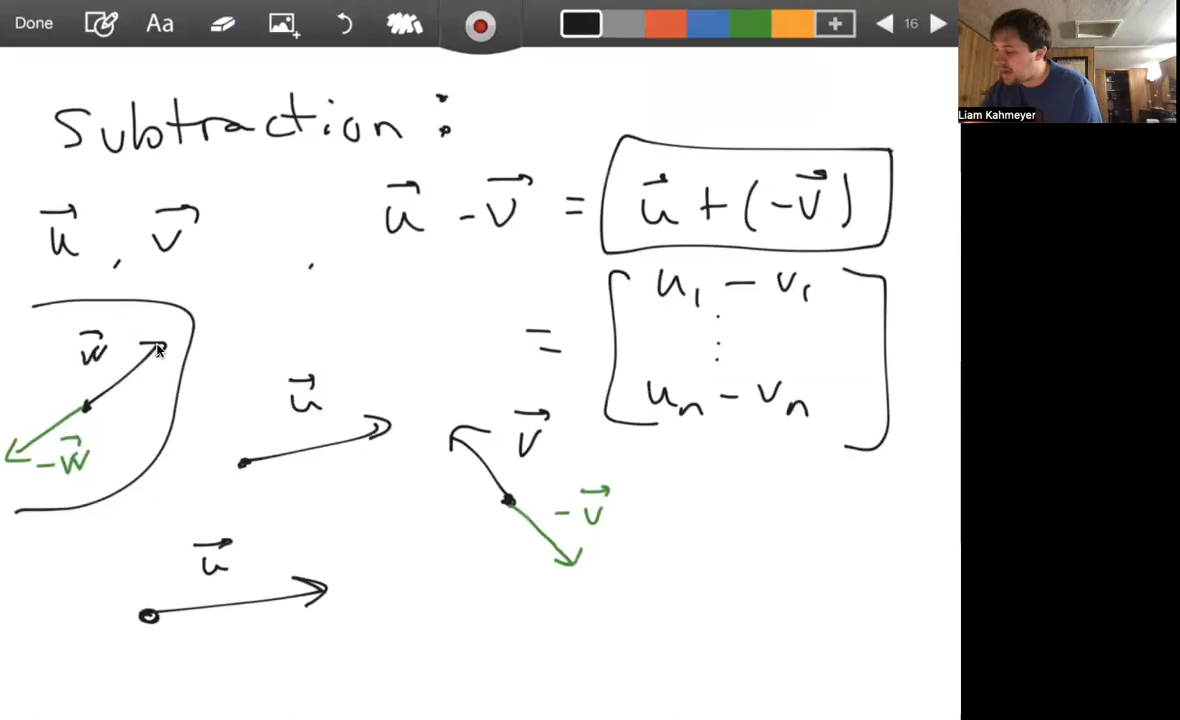 Done Aa 16
Liam Kahmeyer
Subtraction :
u⃗ , v⃗
u⃗ - v⃗ = u⃗ + (-v⃗)
= [ u₁ - v₁
⋮
uₙ - vₙ ]
w⃗
-w⃗
u⃗
v⃗
-v⃗
u⃗